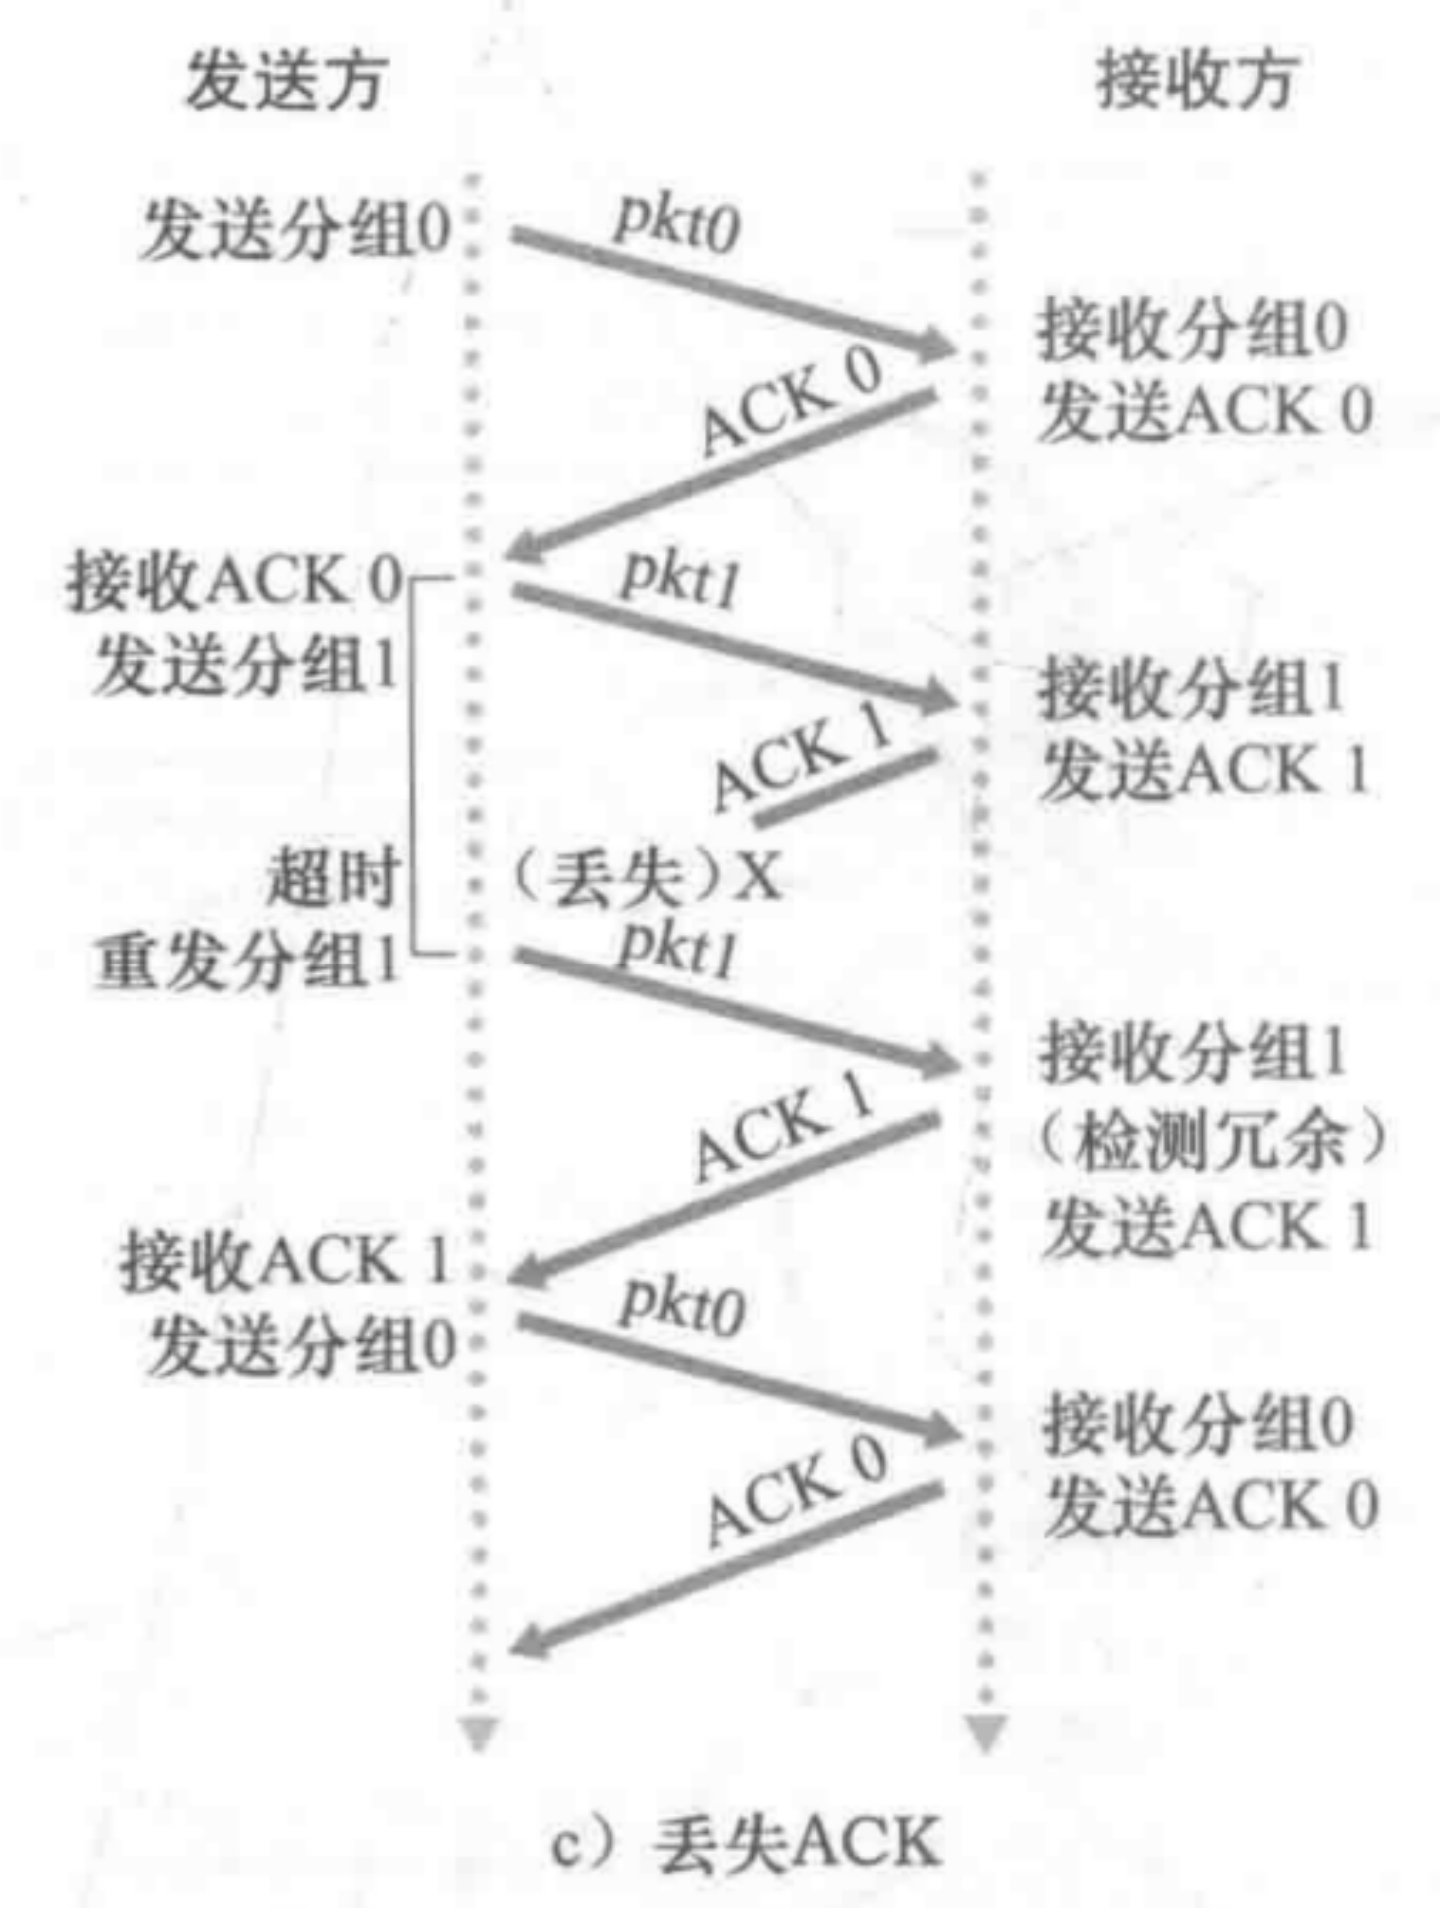 发送方
接收方
发送分组0
pkt0
接收分组0
ACK 0
发送ACK 0
接收ACK 0
pkt1
发送分组1
接收分组1
ACK 1
发送ACK 1
超时
（丢失）X
重发分组1
pkt1
接收分组1
ACK 1
（检测冗余）
发送ACK 1
接收ACK 1
pkt0
发送分组0
接收分组0
ACK 0
发送ACK 0
c）丢失ACK